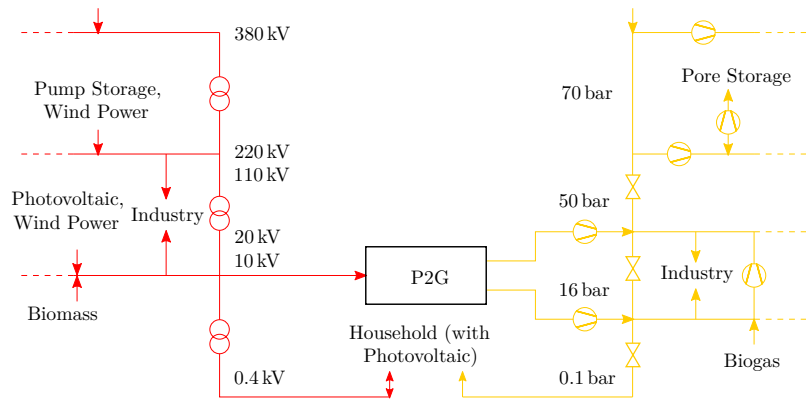 380 kV
Pump Storage,
Wind Power
70 bar
Pore Storage
220 kV
110 kV
Photovoltaic,
Wind Power
Industry
50 bar
20 kV
10 kV
P2G
Industry
16 bar
Biomass
Household (with
Photovoltaic)
Biogas
0.4 kV
0.1 bar